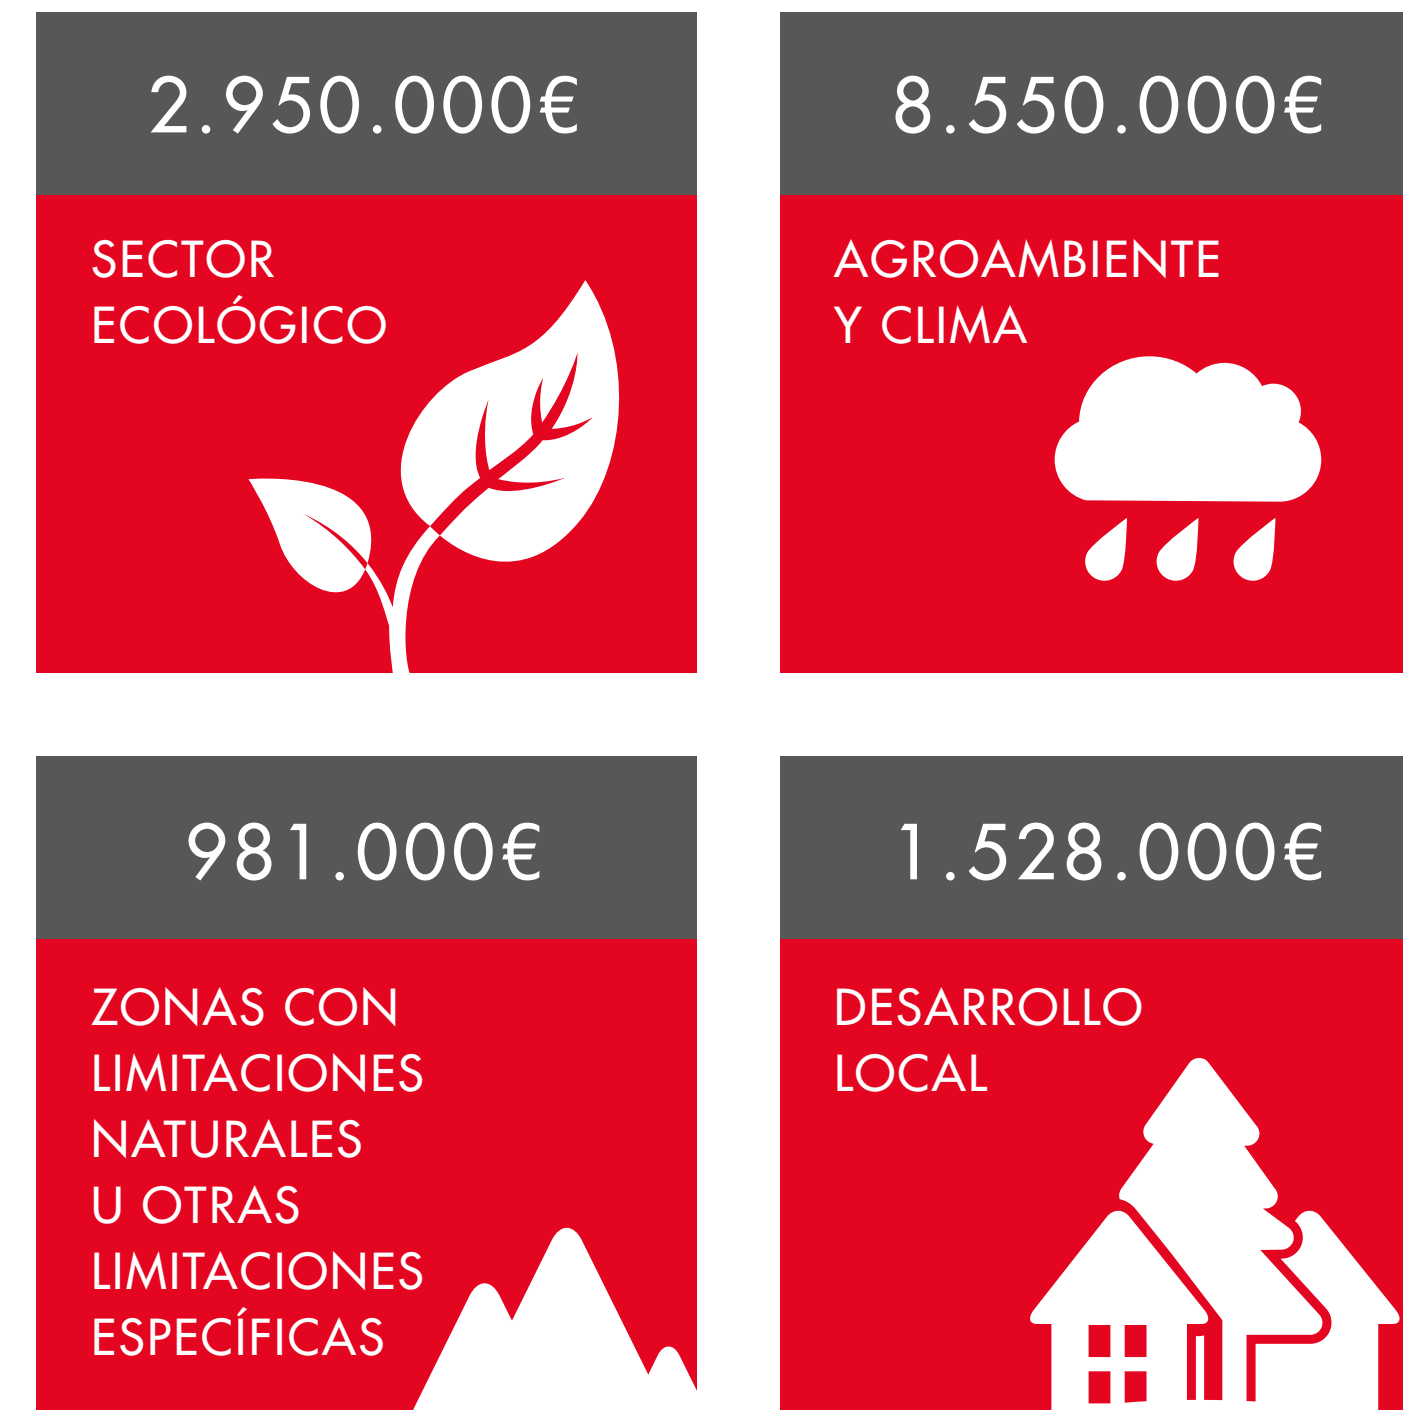 2.950.000€
SECTOR
ECOLÓGICO
8.550.000€
AGROAMBIENTE
Y CLIMA
981.000€
ZONAS CON
LIMITACIONES
NATURALES
U OTRAS
LIMITACIONES
ESPECÍFICAS
1.528.000€
DESARROLLO
LOCAL